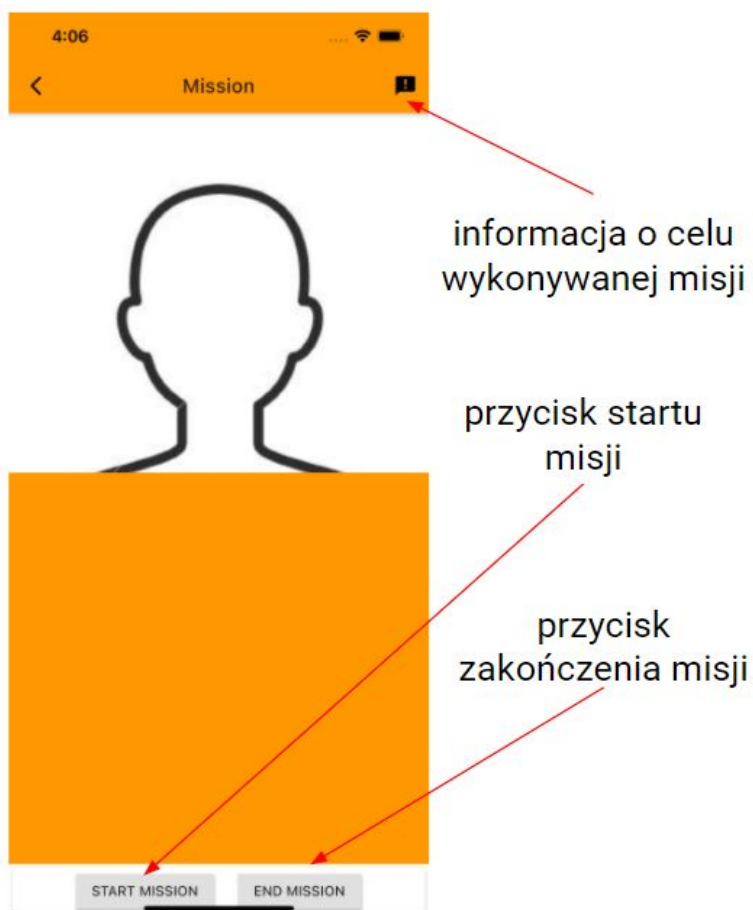 4:06
Mission
informacja o celu
wykonywanej misji
przycisk startu
misji
przycisk
zakończenia misji
START MISSION
END MISSION